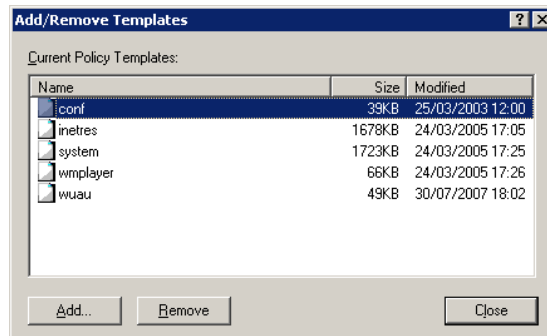 Add/Remove Templates
Current Policy Templates:
Name Size Modified
conf 39KB 25/03/2003 12:00
inetres 1678KB 24/03/2005 17:05
system 1723KB 24/03/2005 17:25
wmplayer 66KB 24/03/2005 17:26
wuau 49KB 30/07/2007 18:02
Add... Remove Close